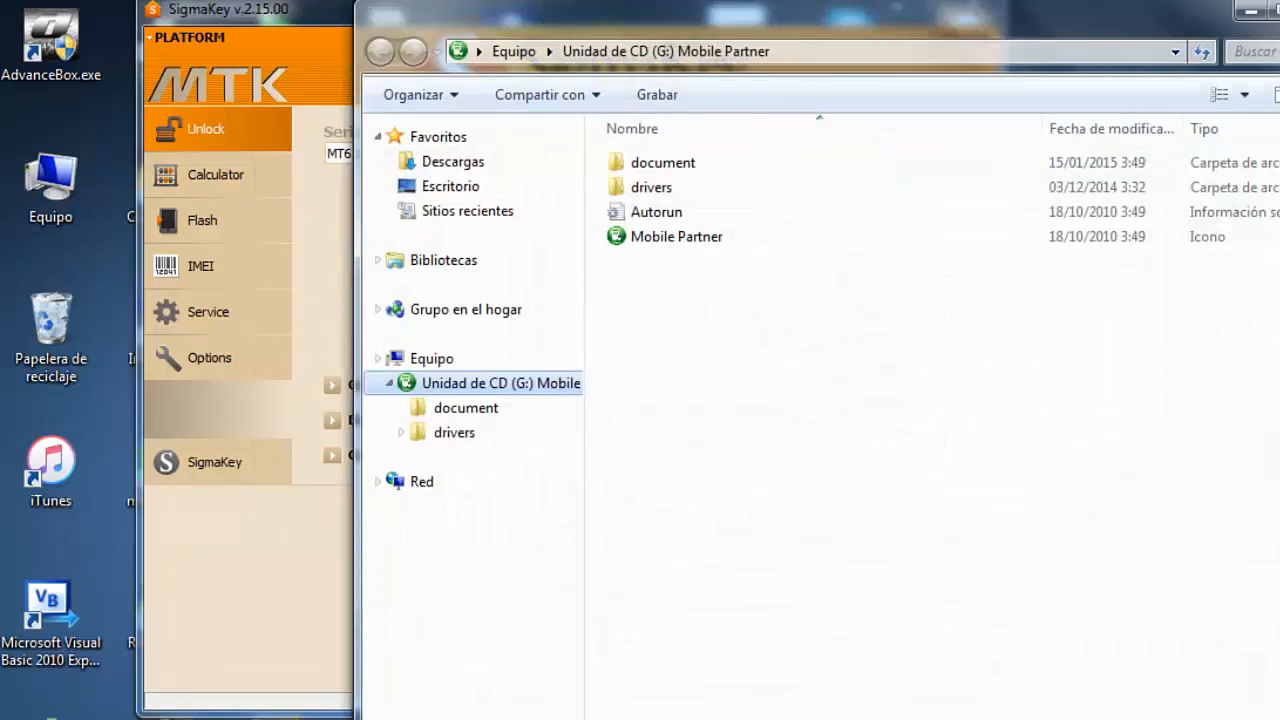 AdvanceBox.exe
Equipo
Papelera de
reciclaje
iTunes
Microsoft Visual
Basic 2010 Exp...
SigmaKey v.2.15.00
PLATFORM
MTK
Unlock
Calculator
Flash
IMEI
Service
Options
SigmaKey
Seri
MT6
Equipo Unidad de CD (G:) Mobile Partner
Buscar
Organizar Compartir con Grabar
Favoritos
Descargas
Escritorio
Sitios recientes
Bibliotecas
Grupo en el hogar
Equipo
Unidad de CD (G:) Mobile
document
drivers
Red
Nombre Fecha de modifica... Tipo
document 15/01/2015 3:49 Carpeta de arc
drivers 03/12/2014 3:32 Carpeta de arc
Autorun 18/10/2010 3:49 Información so
Mobile Partner 18/10/2010 3:49 Icono